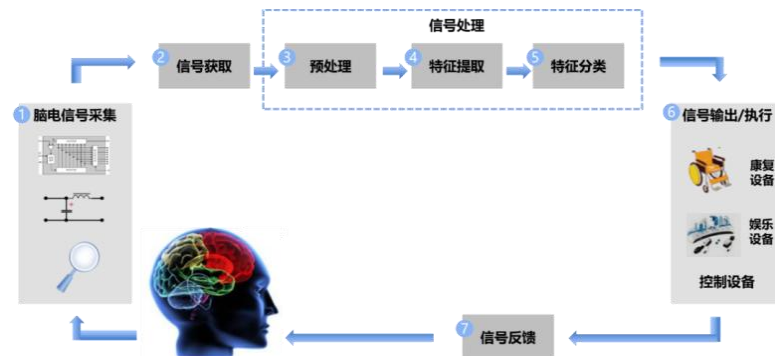 信号处理
2 信号获取
3 预处理
4 特征提取
5 特征分类
1 脑电信号采集
6 信号输出/执行
康复
设备
娱乐
设备
控制设备
7 信号反馈